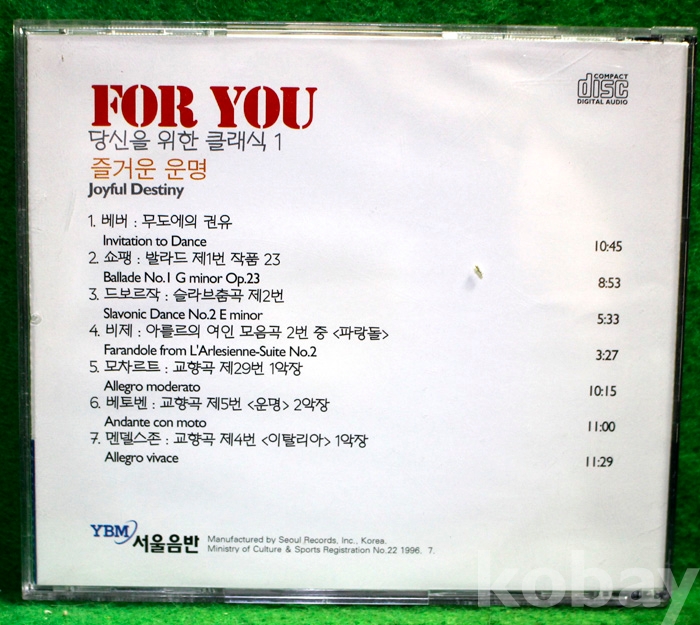 FOR YOU
COMPACT
disc
DIGITAL AUDIO
당신을 위한 클래식 1
즐거운 운명
Joyful Destiny
1. 베버 : 무도에의 권유
Invitation to Dance 10:45
2. 쇼팽 : 발라드 제1번 작품 23
Ballade No.1 G minor Op.23 8:53
3. 드보르작 : 슬라브춤곡 제2번
Slavonic Dance No.2 E minor 5:33
4. 비제 : 아를르의 여인 모음곡 2번 중 <파랑돌>
Farandole from L'Arlesienne-Suite No.2 3:27
5. 모차르트 : 교향곡 제29번 1악장
Allegro moderato 10:15
6. 베토벤 : 교향곡 제5번 <운명> 2악장
Andante con moto 11:00
7. 멘델스존 : 교향곡 제4번 <이탈리아> 1악장
Allegro vivace 11:29
YBM 서울음반
Manufactured by Seoul Records, Inc., Korea.
Ministry of Culture & Sports Registration No.22 1996. 7.
kobay